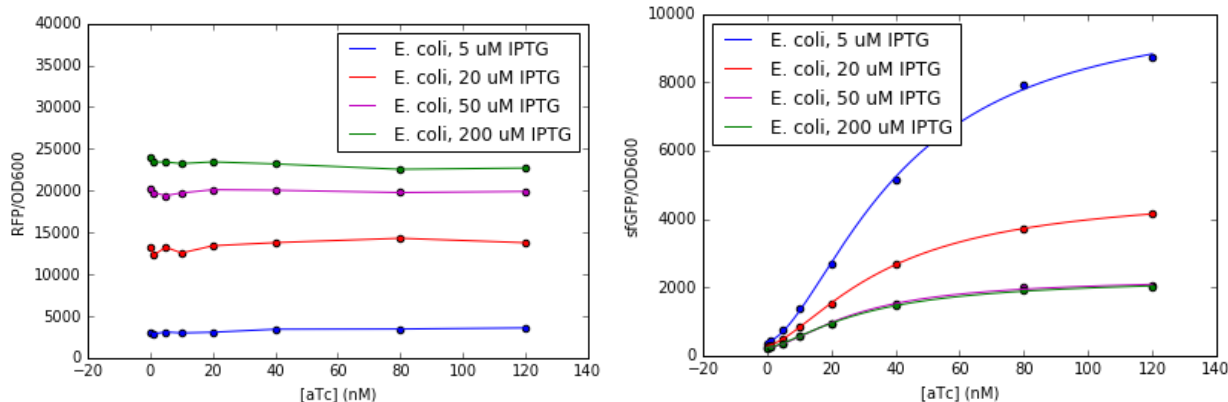 40000
35000
30000
25000
20000
15000
10000
5000
0
RFP/OD600
E. coli, 5 uM IPTG
E. coli, 20 uM IPTG
E. coli, 50 uM IPTG
E. coli, 200 uM IPTG
−20 0 20 40 60 80 100 120 140
[aTc] (nM)
10000
8000
6000
4000
2000
0
sfGFP/OD600
E. coli, 5 uM IPTG
E. coli, 20 uM IPTG
E. coli, 50 uM IPTG
E. coli, 200 uM IPTG
−20 0 20 40 60 80 100 120 140
[aTc] (nM)